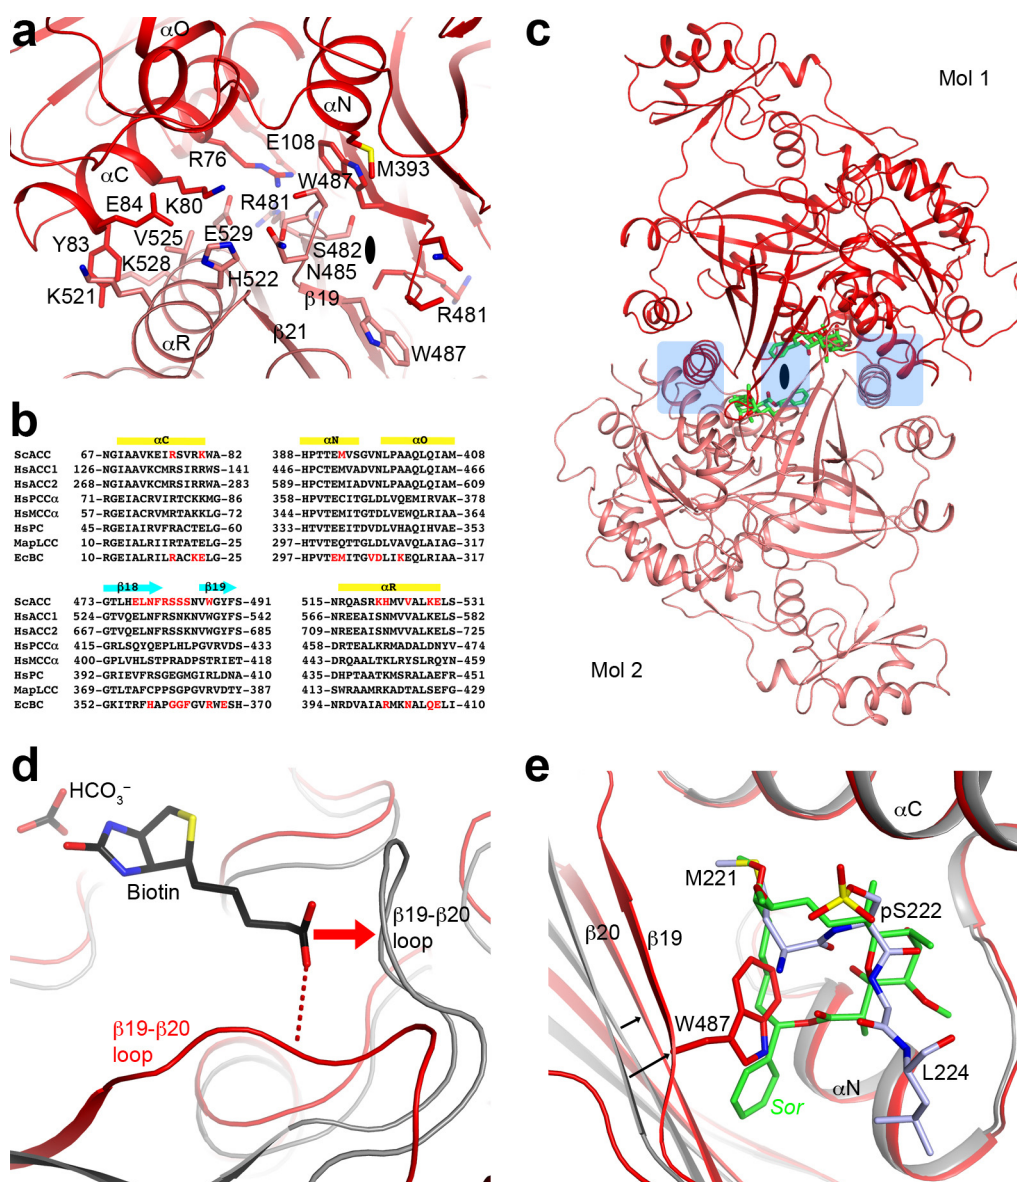 a
αO
αN
E108
R76
M393
αC
W487
E84
K80
R481
Y83
V525
E529
S482
K528
N485
H522
K521
β19
R481
β21
αR
W487
b
αC
αN
αO
ScACC 67-NGIAAVKEIRSVRKWA-82 388-HPTTEMVSGVNLPAAQLQIAM-408
HsACC1 126-NGIAAVKCMRSIRRWS-141 446-HPCTEMVADVNLPAAQLQIAM-466
HsACC2 268-NGIAAVKCMRSIRRWA-283 589-HPCTEMIADVNLPAAQLQIAM-609
HsPCCα 71-RGEIACRVIRTCKKMG-86 358-HPVTECITGLDLVQEMIRVAK-378
HsMCCα 57-RGEIACRVMRTAKKLG-72 344-HPVTEMITGTDLVEWQLRIAA-364
HsPC 45-RGEIAIRVFRACTELG-60 333-HTVTEEITDVDLVHAQIHVAE-353
MapLCC 10-RGEIAIRIIRTATELG-25 297-HTVTEQTTGLDLVAVQLAIAG-317
EcBC 10-RGEIALRILRACKELG-25 297-HPVTEMITGVDLIKEQLRIAA-317
β18
β19
αR
ScACC 473-GTLHELNFRSSSNVWGYFS-491 515-NRQASRKHMVVALKELS-531
HsACC1 524-GTVQELNFRSNKNVWGYFS-542 566-NREEAISNMVVALKELS-582
HsACC2 667-GTVQELNFRSSKNVWGYFS-685 709-NREEAISNMVVALKELS-725
HsPCCα 415-GRLSQYQEPLHLPGVRVDS-433 458-DRTEALKRMADALDNYV-474
HsMCCα 400-GPLVHLSTPRADPSTRIET-418 443-DRQAALTKLRYSLRQYN-459
HsPC 392-GRIEVFRSGEGMGIRLDNA-410 435-DHPTAATKMSRALAEFR-451
MapLCC 369-GTLTAFCPPSGPGVRVDTY-387 413-SWRAAMRKADTALSEFG-429
EcBC 352-GKITRFHAPGGFGVRWESH-370 394-NRDVAIARMKNALQELI-410
c
Mol 1
Mol 2
d
HCO3−
Biotin
β19-β20
loop
β19-β20
loop
e
αC
M221
pS222
β20
β19
W487
αN
L224
Sor